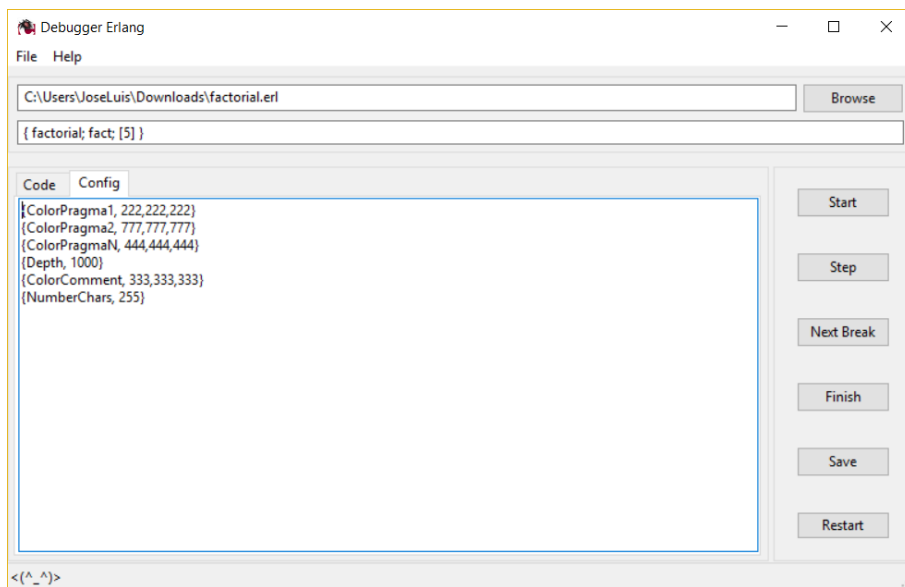 Debugger Erlang
File Help
C:\Users\JoseLuis\Downloads\factorial.erl
Browse
{ factorial; fact; [5] }
Code Config
{ColorPragma1, 222,222,222}
{ColorPragma2, 777,777,777}
{ColorPragmaN, 444,444,444}
{Depth, 1000}
{ColorComment, 333,333,333}
{NumberChars, 255}
Start
Step
Next Break
Finish
Save
Restart
<(^_^)>